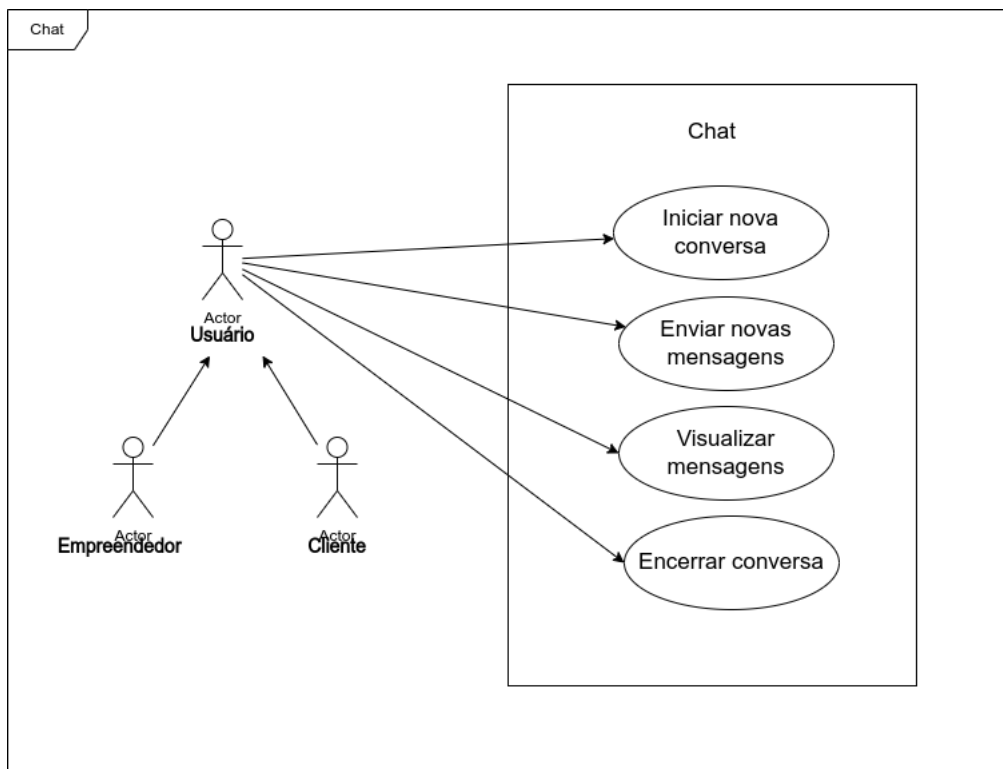 Chat
Chat
Iniciar nova
conversa
Enviar novas
mensagens
Visualizar
mensagens
Encerrar conversa
Actor
Usuário
Actor
Empreendedor
Actor
Cliente